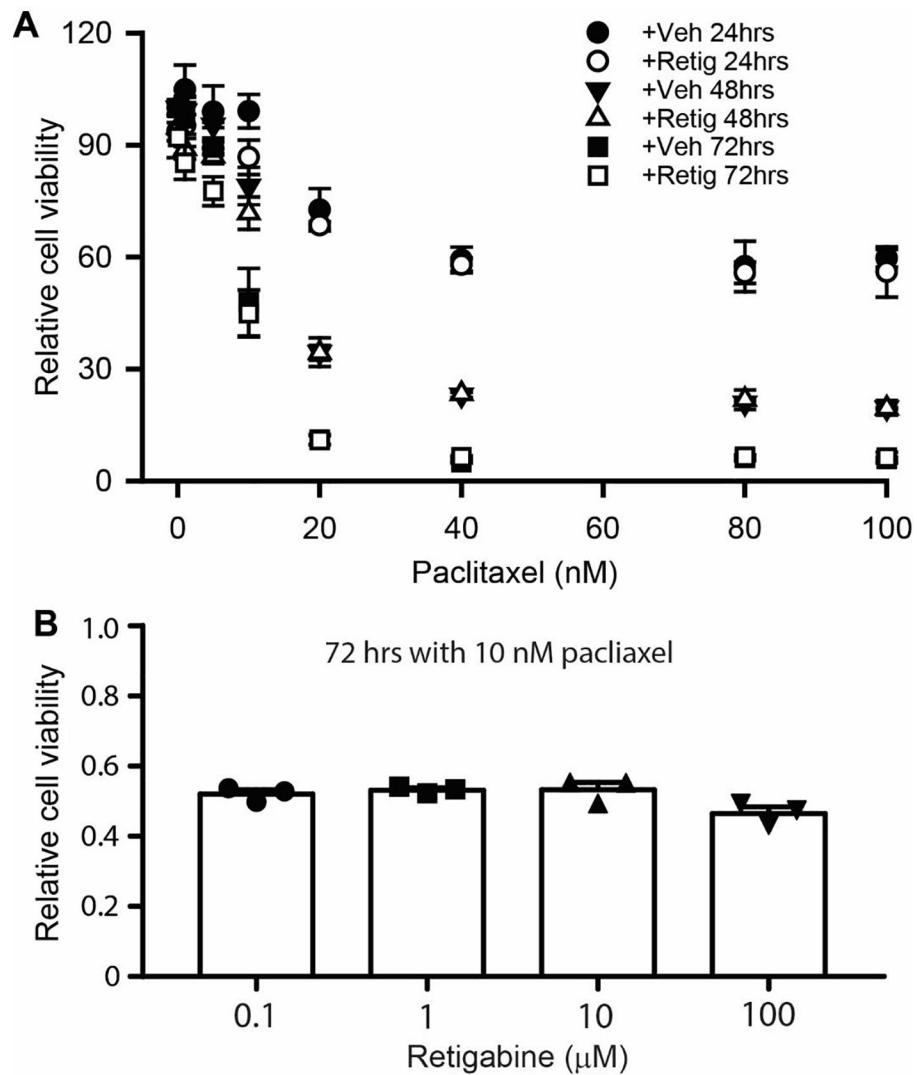 A
120
90
60
30
0
Relative cell viability
+Veh 24hrs
+Retig 24hrs
+Veh 48hrs
+Retig 48hrs
+Veh 72hrs
+Retig 72hrs
0 20 40 60 80 100
Paclitaxel (nM)
B
1.0
0.8
0.6
0.4
0.2
0
Relative cell viability
72 hrs with 10 nM pacliaxel
0.1 1 10 100
Retigabine (μM)